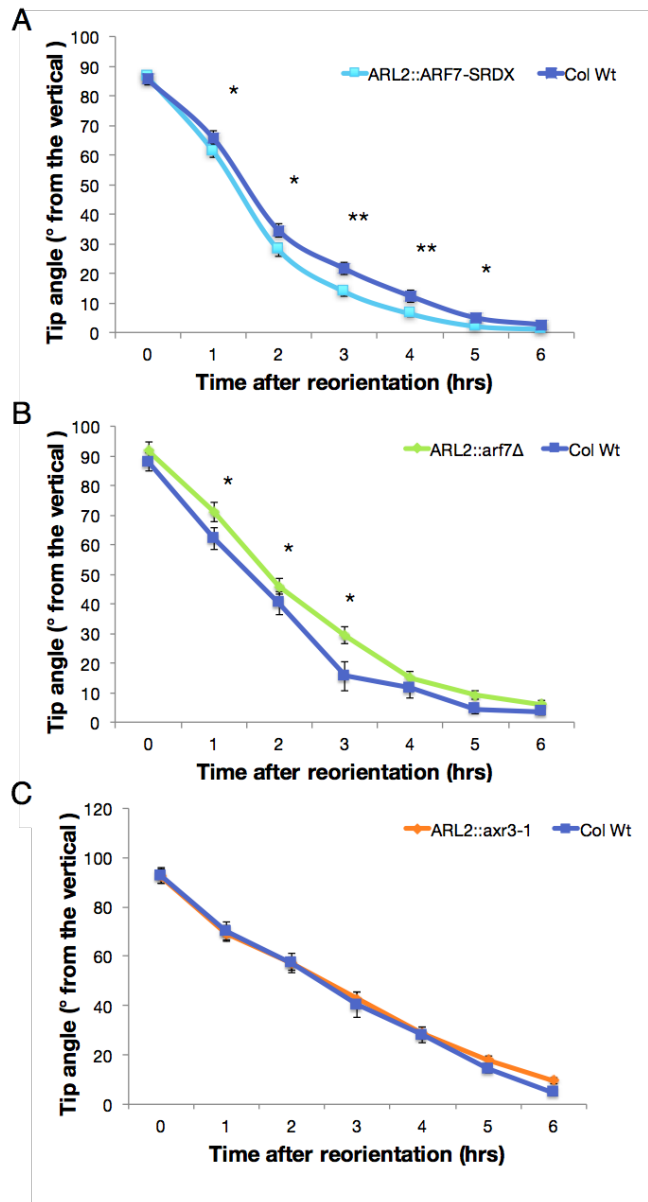 A
ARL2::ARF7-SRDX Col Wt
Tip angle (° from the vertical )
100
90
80
70
60
50
40
30
20
10
0
*
*
**
**
*
0 1 2 3 4 5 6
Time after reorientation (hrs)
B
ARL2::arf7Δ Col Wt
Tip angle (° from the vertical )
100
90
80
70
60
50
40
30
20
10
0
*
*
*
0 1 2 3 4 5 6
Time after reorientation (hrs)
C
ARL2::axr3-1 Col Wt
Tip angle (° from the vertical )
120
100
80
60
40
20
0
0 1 2 3 4 5 6
Time after reorientation (hrs)